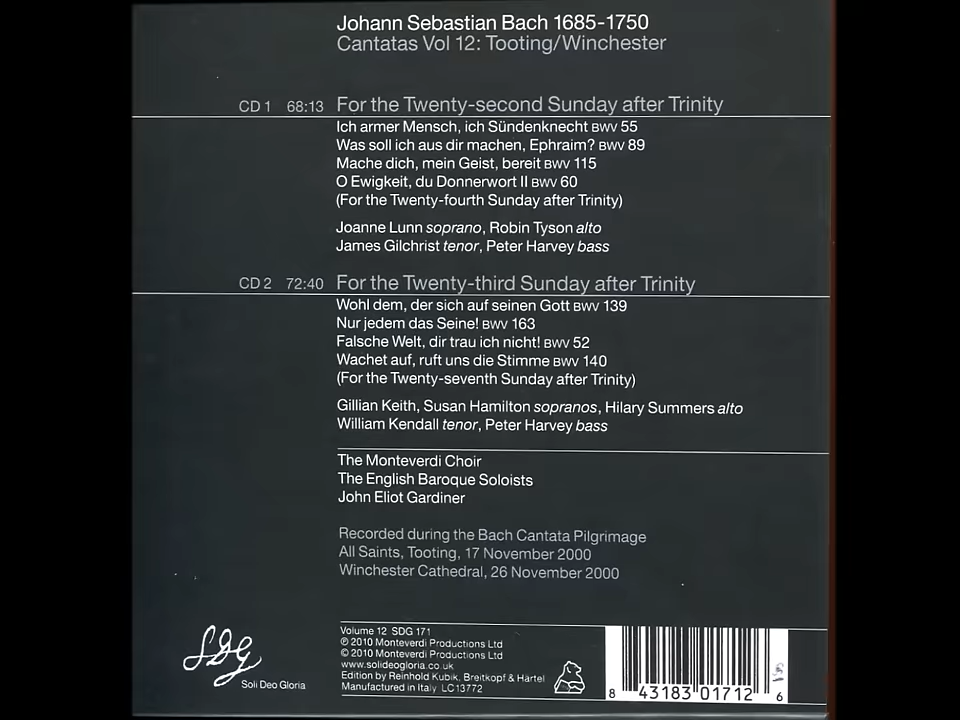 Johann Sebastian Bach 1685-1750
Cantatas Vol 12: Tooting/Winchester
CD 1 68:13 For the Twenty-second Sunday after Trinity
Ich armer Mensch, ich Sündenknecht BWV 55
Was soll ich aus dir machen, Ephraim? BWV 89
Mache dich, mein Geist, bereit BWV 115
O Ewigkeit, du Donnerwort II BWV 60
(For the Twenty-fourth Sunday after Trinity)
Joanne Lunn soprano, Robin Tyson alto
James Gilchrist tenor, Peter Harvey bass
CD 2 72:40 For the Twenty-third Sunday after Trinity
Wohl dem, der sich auf seinen Gott BWV 139
Nur jedem das Seine! BWV 163
Falsche Welt, dir trau ich nicht! BWV 52
Wachet auf, ruft uns die Stimme BWV 140
(For the Twenty-seventh Sunday after Trinity)
Gillian Keith, Susan Hamilton sopranos, Hilary Summers alto
William Kendall tenor, Peter Harvey bass
The Monteverdi Choir
The English Baroque Soloists
John Eliot Gardiner
Recorded during the Bach Cantata Pilgrimage
All Saints, Tooting, 17 November 2000
Winchester Cathedral, 26 November 2000
SDG
Soli Deo Gloria
Volume 12 SDG 171
℗ 2010 Monteverdi Productions Ltd
© 2010 Monteverdi Productions Ltd
www.solideogloria.co.uk
Edition by Reinhold Kubik, Breitkopf & Härtel
Manufactured in Italy LC13772
8 43183 01712 6